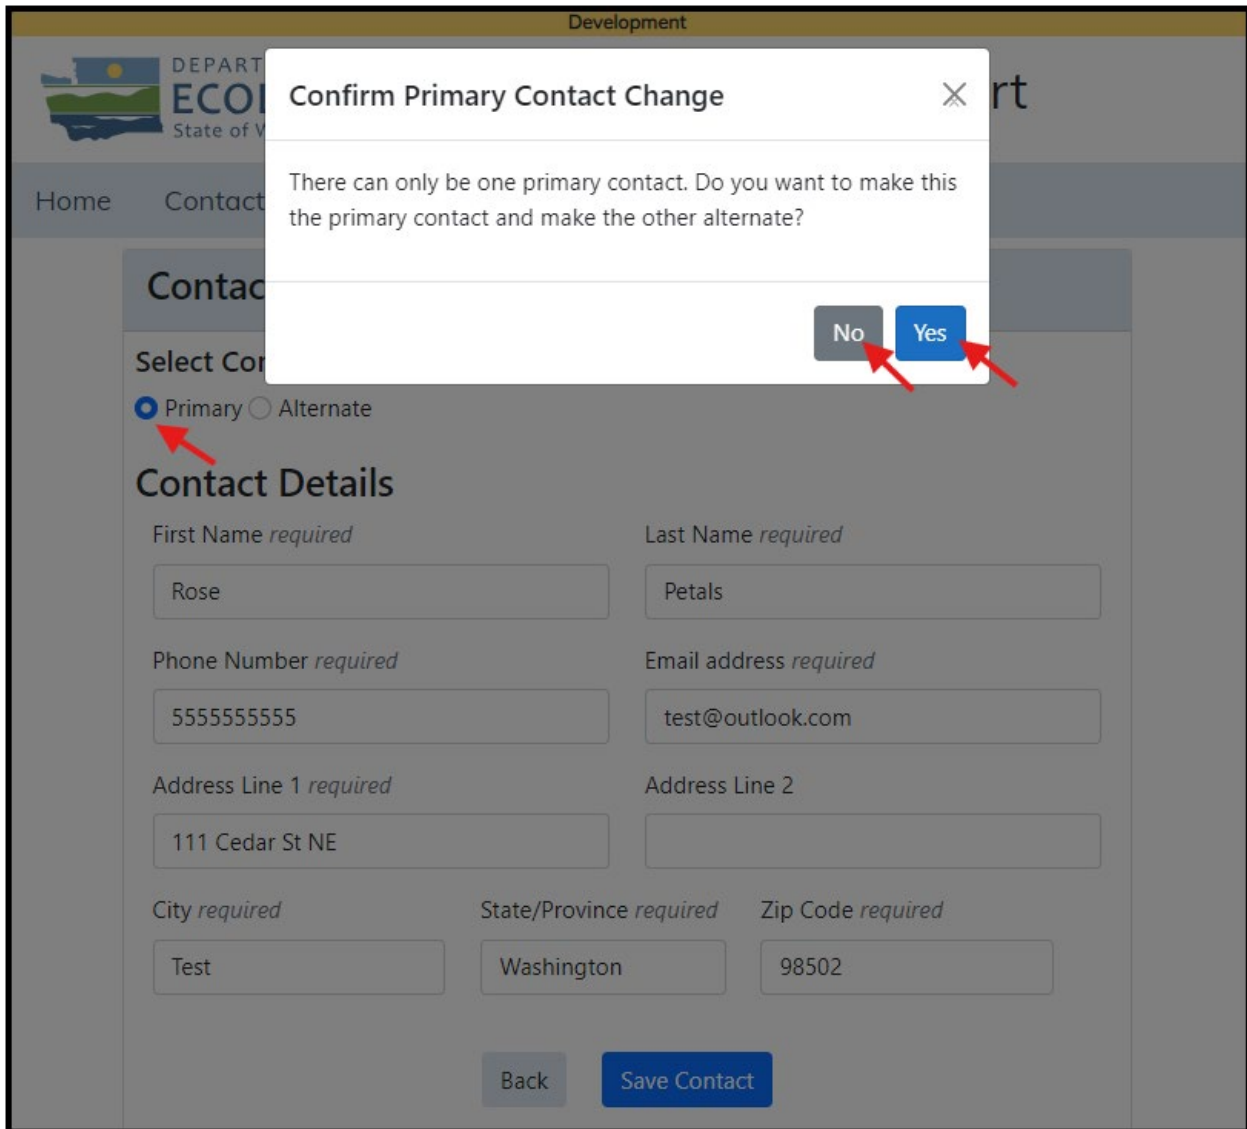 Development
DEPART
ECOL
State of W
rt
Confirm Primary Contact Change
There can only be one primary contact. Do you want to make this
the primary contact and make the other alternate?
No Yes
Home Contact
Contac
Select Con
Primary Alternate
Contact Details
First Name required Last Name required
Rose Petals
Phone Number required Email address required
5555555555 test@outlook.com
Address Line 1 required Address Line 2
111 Cedar St NE
City required State/Province required Zip Code required
Test Washington 98502
Back Save Contact